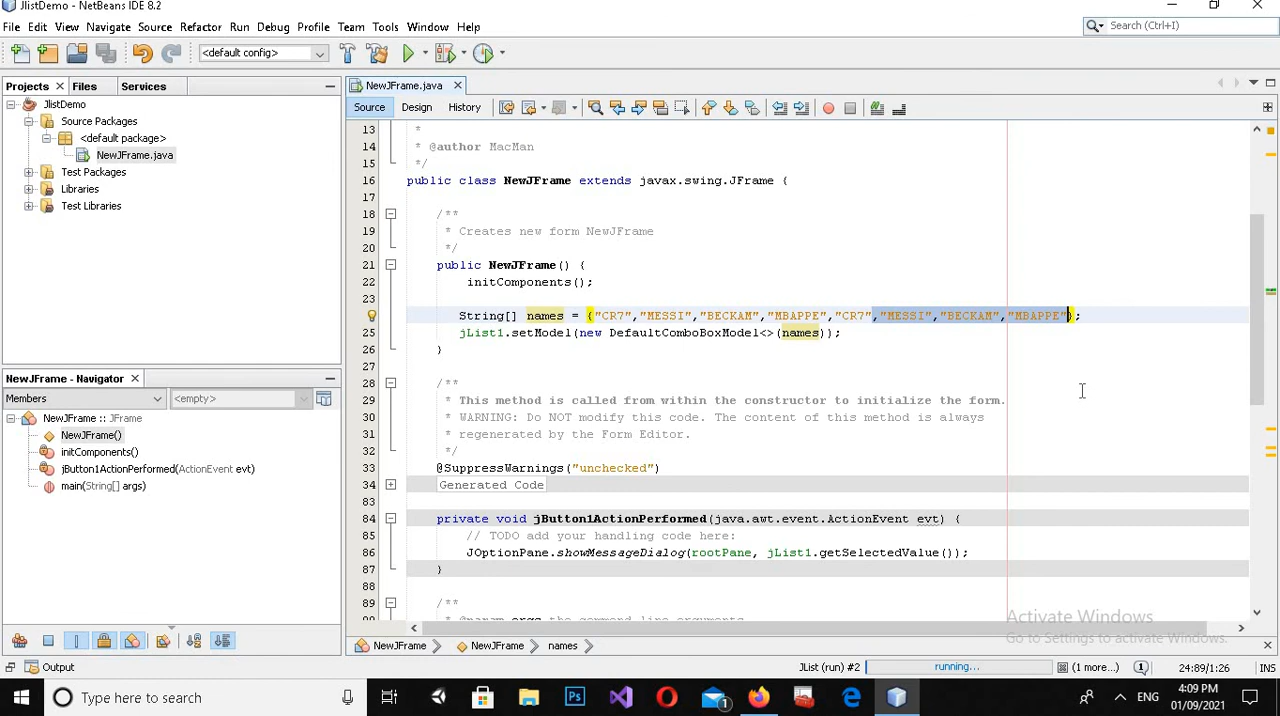 JlistDemo - NetBeans IDE 8.2
File Edit View Navigate Source Refactor Run Debug Profile Team Tools Window Help
Search (Ctrl+I)
<default config>
Projects Files Services
NewJFrame.java
JlistDemo
Source Packages
<default package>
NewJFrame.java
Test Packages
Libraries
Test Libraries
Source Design History
13 *
14 * @author MacMan
15 */
16 public class NewJFrame extends javax.swing.JFrame {
17
18 /**
19 * Creates new form NewJFrame
20 */
21 public NewJFrame() {
22 initComponents();
23
String[] names = {"CR7","MESSI","BECKAM","MBAPPE","CR7","MESSI","BECKAM","MBAPPE"};
25 jList1.setModel(new DefaultComboBoxModel<>(names));
26 }
27
28 /**
29 * This method is called from within the constructor to initialize the form.
30 * WARNING: Do NOT modify this code. The content of this method is always
31 * regenerated by the Form Editor.
32 */
33 @SuppressWarnings("unchecked")
34 Generated Code
83
84 private void jButton1ActionPerformed(java.awt.event.ActionEvent evt) {
85 // TODO add your handling code here:
86 JOptionPane.showMessageDialog(rootPane, jList1.getSelectedValue());
87 }
88
89 /**
* @param args the command line arguments
NewJFrame - Navigator
Members <empty>
NewJFrame :: JFrame
NewJFrame()
initComponents()
jButton1ActionPerformed(ActionEvent evt)
main(String[] args)
Activate Windows
Go to Settings to activate Windows.
NewJFrame NewJFrame names
Output
JList (run) #2 running... (1 more...) 1 24:89/1:26 INS
Type here to search
1
ENG
4:09 PM
01/09/2021